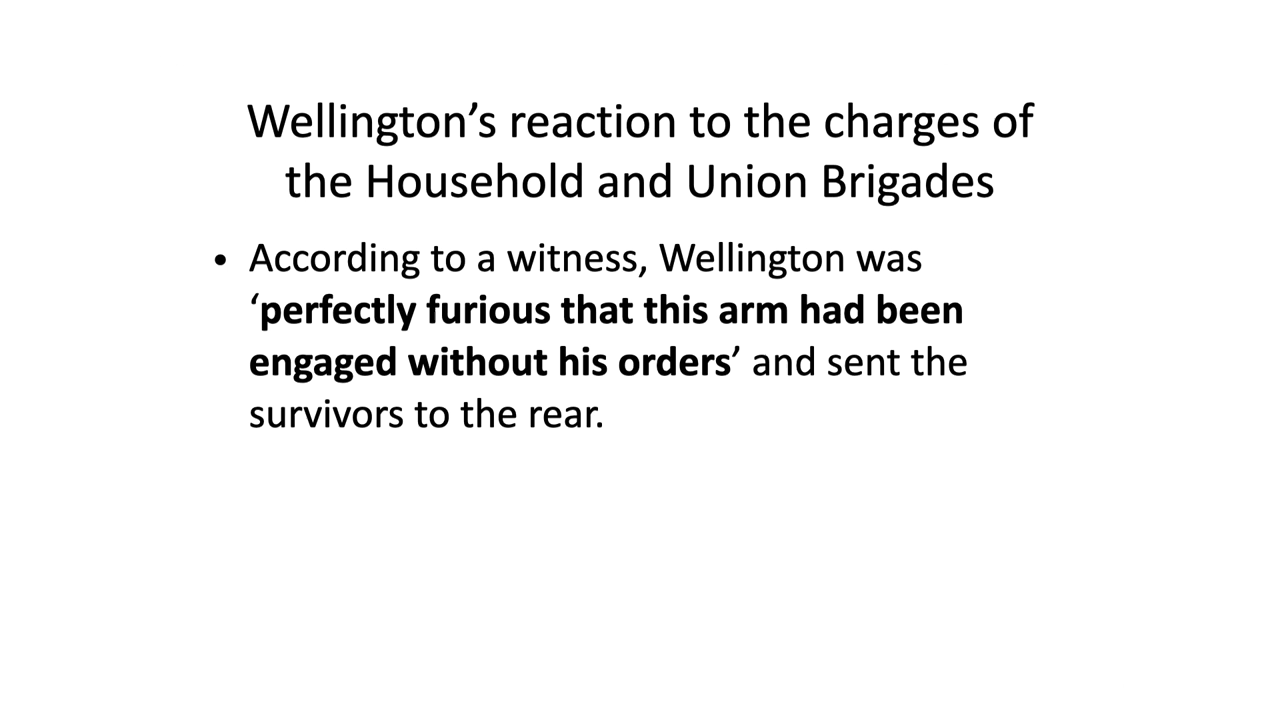 Wellington’s reaction to the charges of
the Household and Union Brigades
• According to a witness, Wellington was
‘perfectly furious that this arm had been
engaged without his orders’ and sent the
survivors to the rear.